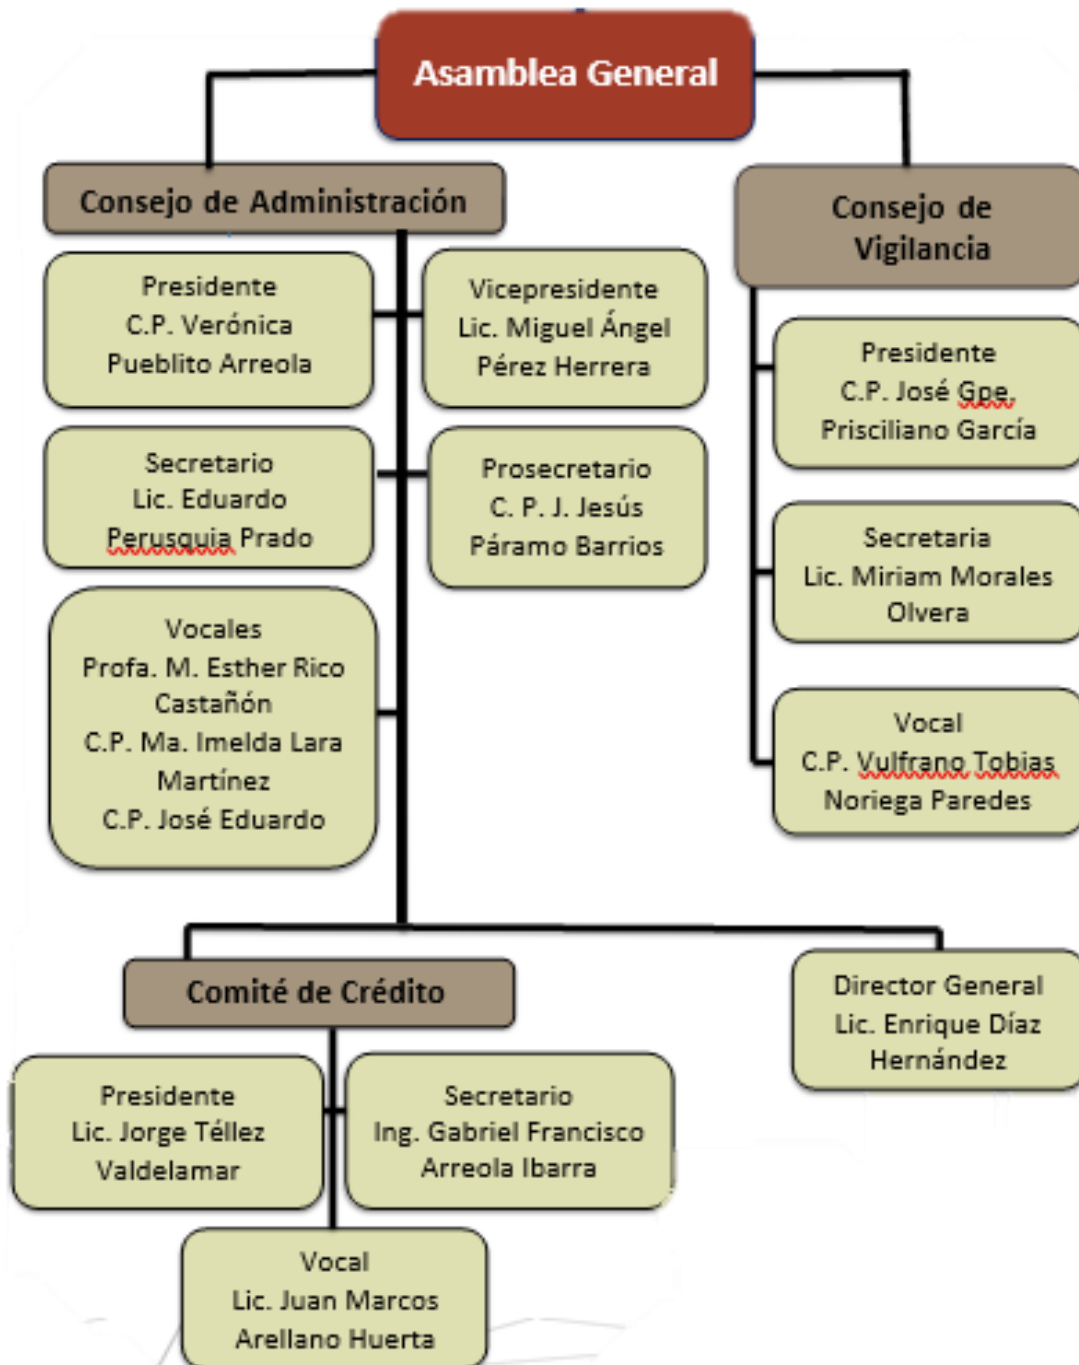 Asamblea General
Consejo de Administración
Presidente
C.P. Verónica
Pueblito Arreola
Vicepresidente
Lic. Miguel Ángel
Pérez Herrera
Secretario
Lic. Eduardo
Perusquia Prado
Prosecretario
C. P. J. Jesús
Páramo Barrios
Vocales
Profa. M. Esther Rico
Castañón
C.P. Ma. Imelda Lara
Martínez
C.P. José Eduardo
Consejo de
Vigilancia
Presidente
C.P. José Gpe.
Prisciliano García
Secretaria
Lic. Miriam Morales
Olvera
Vocal
C.P. Vulfrano Tobias
Noriega Paredes
Comité de Crédito
Presidente
Lic. Jorge Téllez
Valdelamar
Secretario
Ing. Gabriel Francisco
Arreola Ibarra
Vocal
Lic. Juan Marcos
Arellano Huerta
Director General
Lic. Enrique Díaz
Hernández